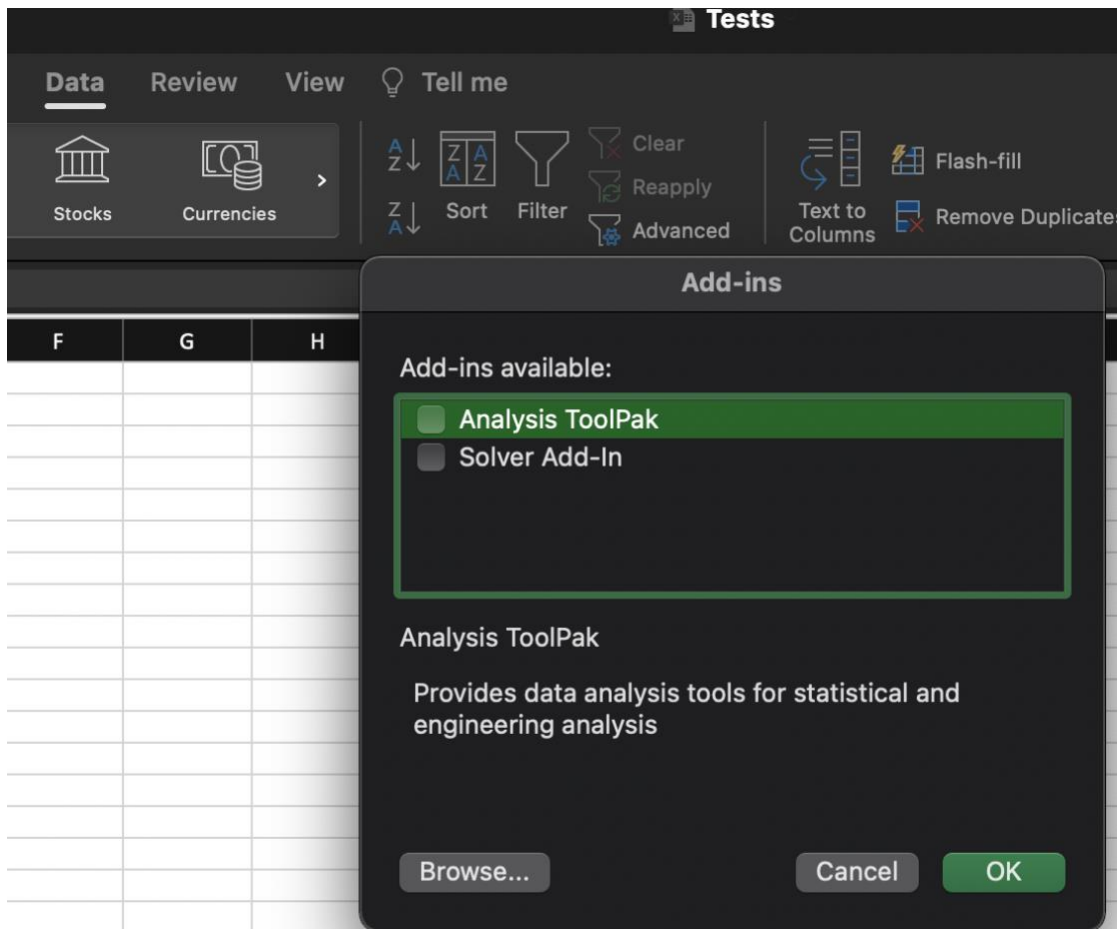 Tests
Data Review View Tell me
Stocks
Currencies
Sort
Filter
Clear
Reapply
Advanced
Text to
Columns
Flash-fill
Remove Duplicates
F G H
Add-ins
Add-ins available:
Analysis ToolPak
Solver Add-In
Analysis ToolPak
Provides data analysis tools for statistical and
engineering analysis
Browse... Cancel OK